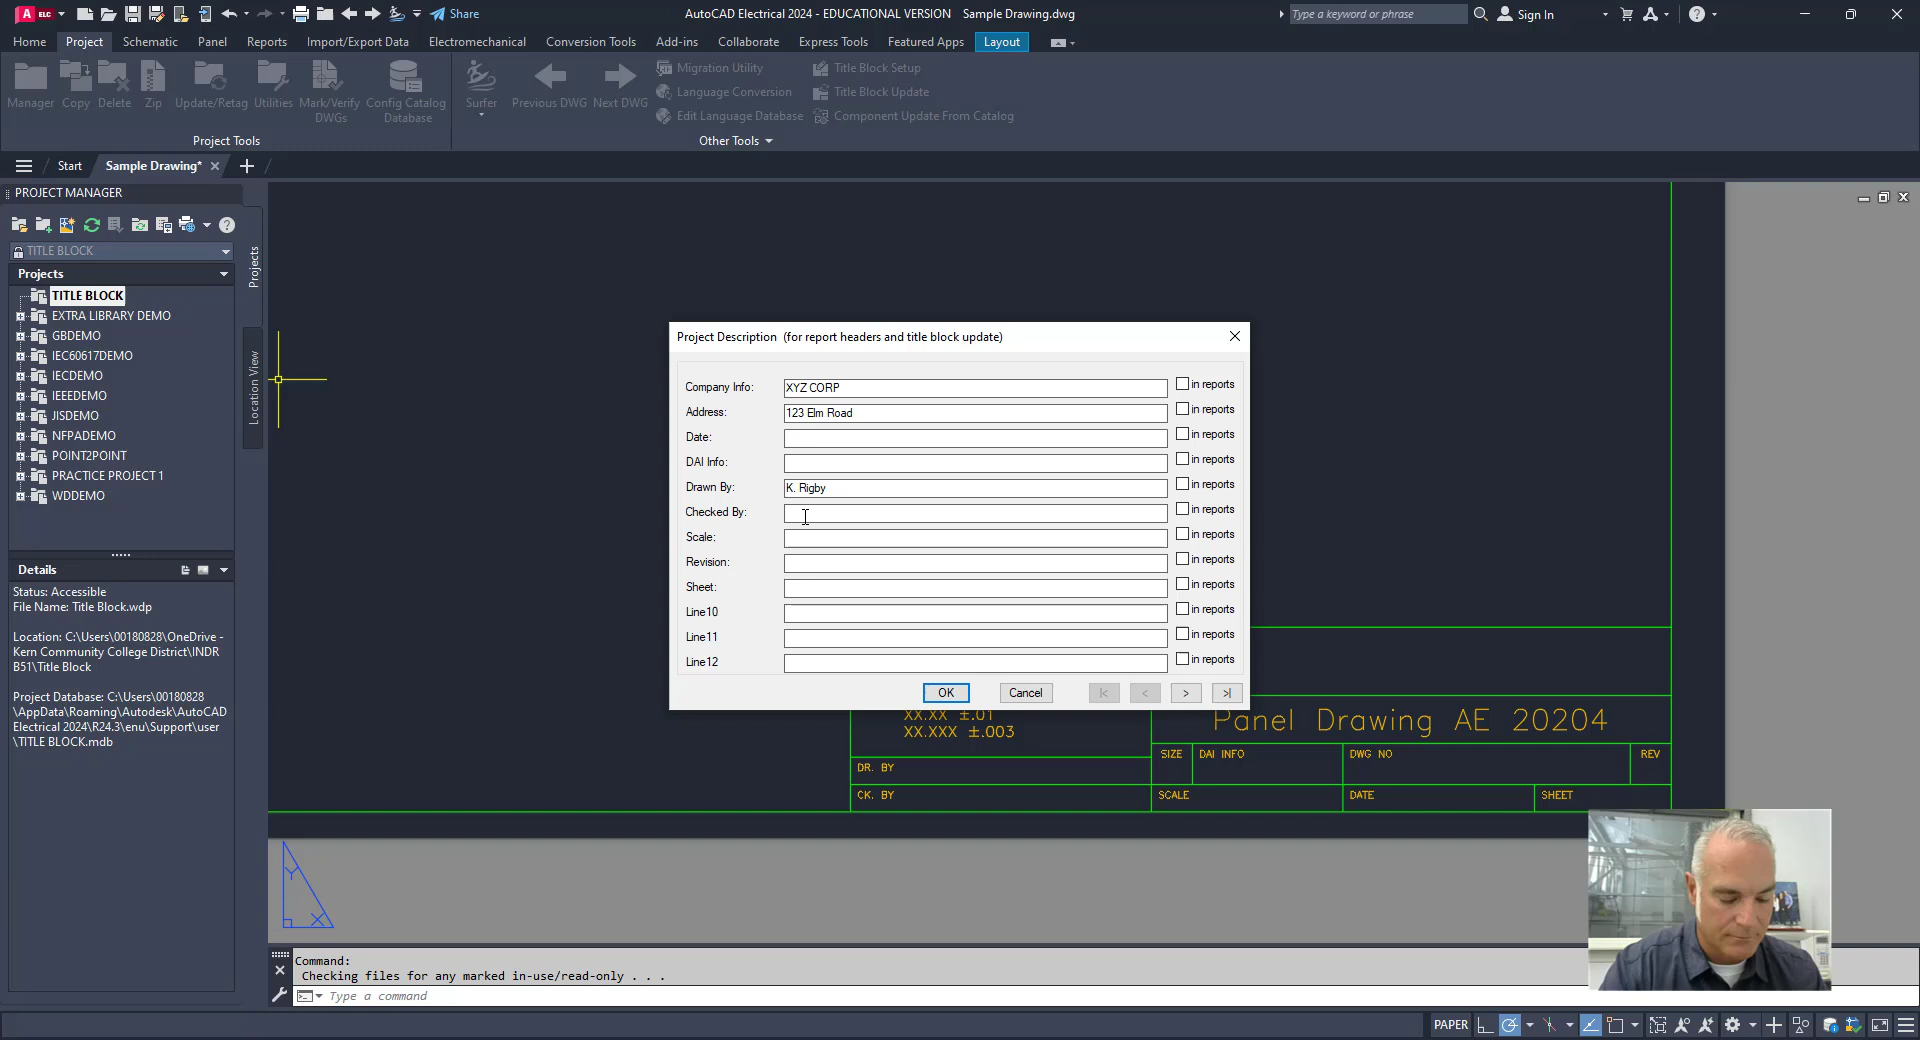 A ELC
Share
AutoCAD Electrical 2024 - EDUCATIONAL VERSION Sample Drawing.dwg
Type a keyword or phrase
Sign In
Home Project Schematic Panel Reports Import/Export Data Electromechanical Conversion Tools Add-ins Collaborate Express Tools Featured Apps Layout
Manager Copy Delete Zip Update/Retag Utilities Mark/Verify DWGs Config Catalog Database
Surfer Previous DWG Next DWG
Migration Utility
Language Conversion
Edit Language Database
Title Block Setup
Title Block Update
Component Update From Catalog
Project Tools
Other Tools
Start
Sample Drawing*
PROJECT MANAGER
TITLE BLOCK
Projects
TITLE BLOCK
EXTRA LIBRARY DEMO
GBDEMO
IEC60617DEMO
IECDEMO
IEEEDEMO
JISDEMO
NFPADEMO
POINT2POINT
PRACTICE PROJECT 1
WDDEMO
Projects
Location View
Details
Status: Accessible
File Name: Title Block.wdp
Location: C:\Users\00180828\OneDrive -
Kern Community College District\INDR
B51\Title Block
Project Database: C:\Users\00180828
\AppData\Roaming\Autodesk\AutoCAD
Electrical 2024\R24.3\enu\Support\user
\TITLE BLOCK.mdb
Project Description (for report headers and title block update)
Company Info: XYZ CORP in reports
Address: 123 Elm Road in reports
Date: in reports
DAI Info: in reports
Drawn By: K. Rigby in reports
Checked By: in reports
Scale: in reports
Revision: in reports
Sheet: in reports
Line10 in reports
Line11 in reports
Line12 in reports
OK Cancel |< < > >|
XX.XX ±.01
XX.XXX ±.003
Panel Drawing AE 20204
SIZE DAI INFO DWG NO REV
DR. BY
CK. BY
SCALE DATE SHEET
Y
X
Command:
Checking files for any marked in-use/read-only . . .
Type a command
PAPER